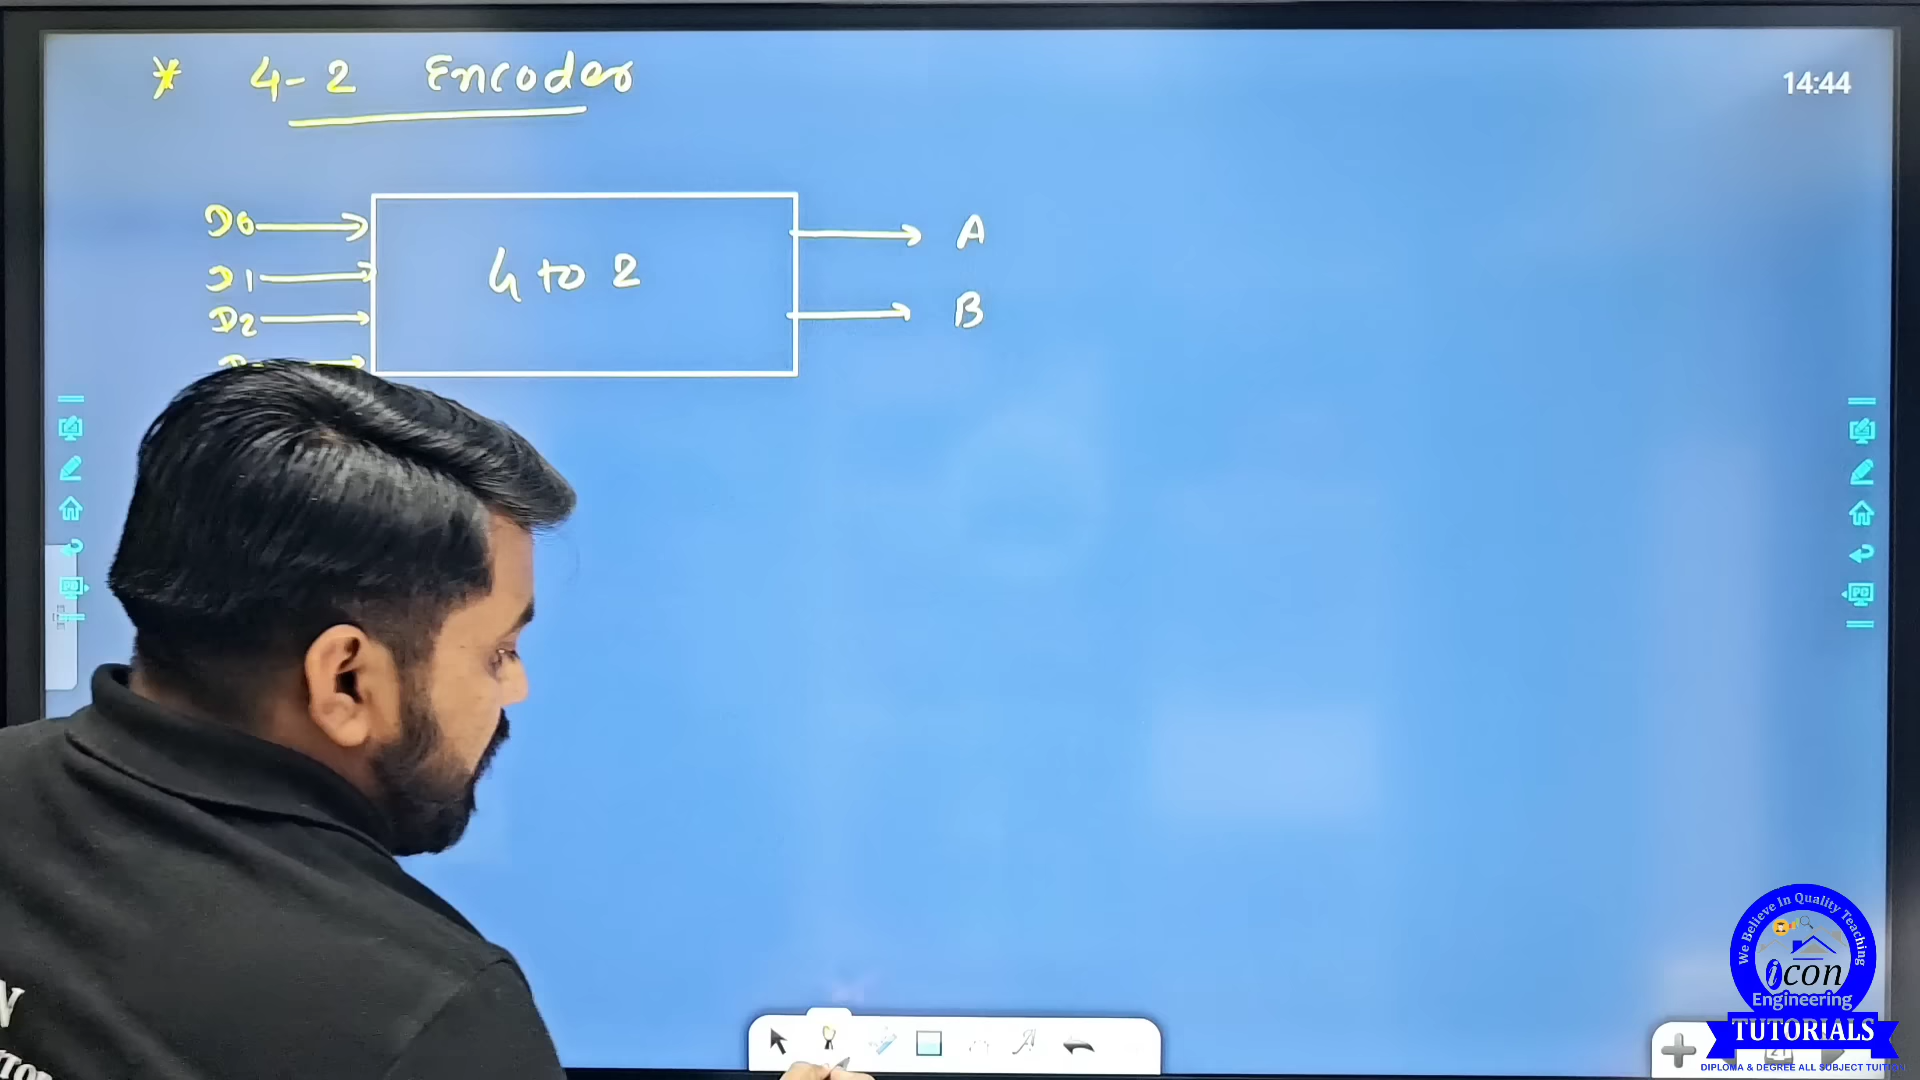 * 4-2 Encoder
14:44
D0
D1
D2
4 to 2
A
B
We Believe In Quality Teaching
icon
Engineering
TUTORIALS
DIPLOMA & DEGREE ALL SUBJECT TUITION